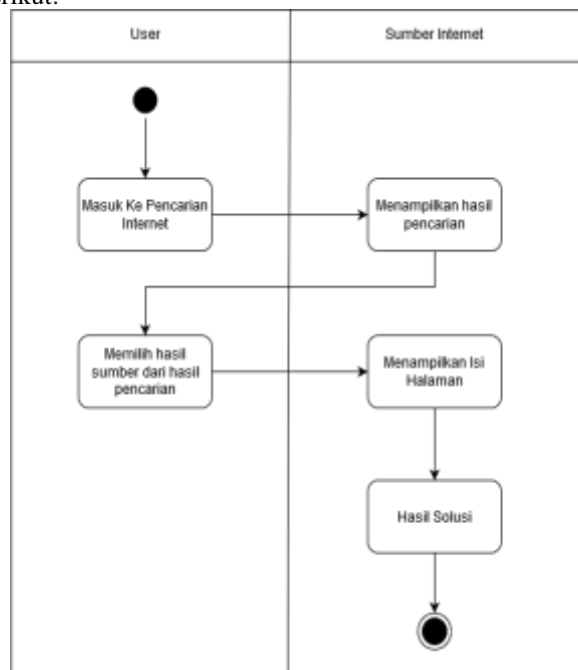 erikut:
User
Sumber Internet
Masuk Ke Pencarian
Internet
Menampilkan hasil
pencarian
Memilih hasil
sumber dari hasil
pencarian
Menampilkan Isi
Halaman
Hasil Solusi